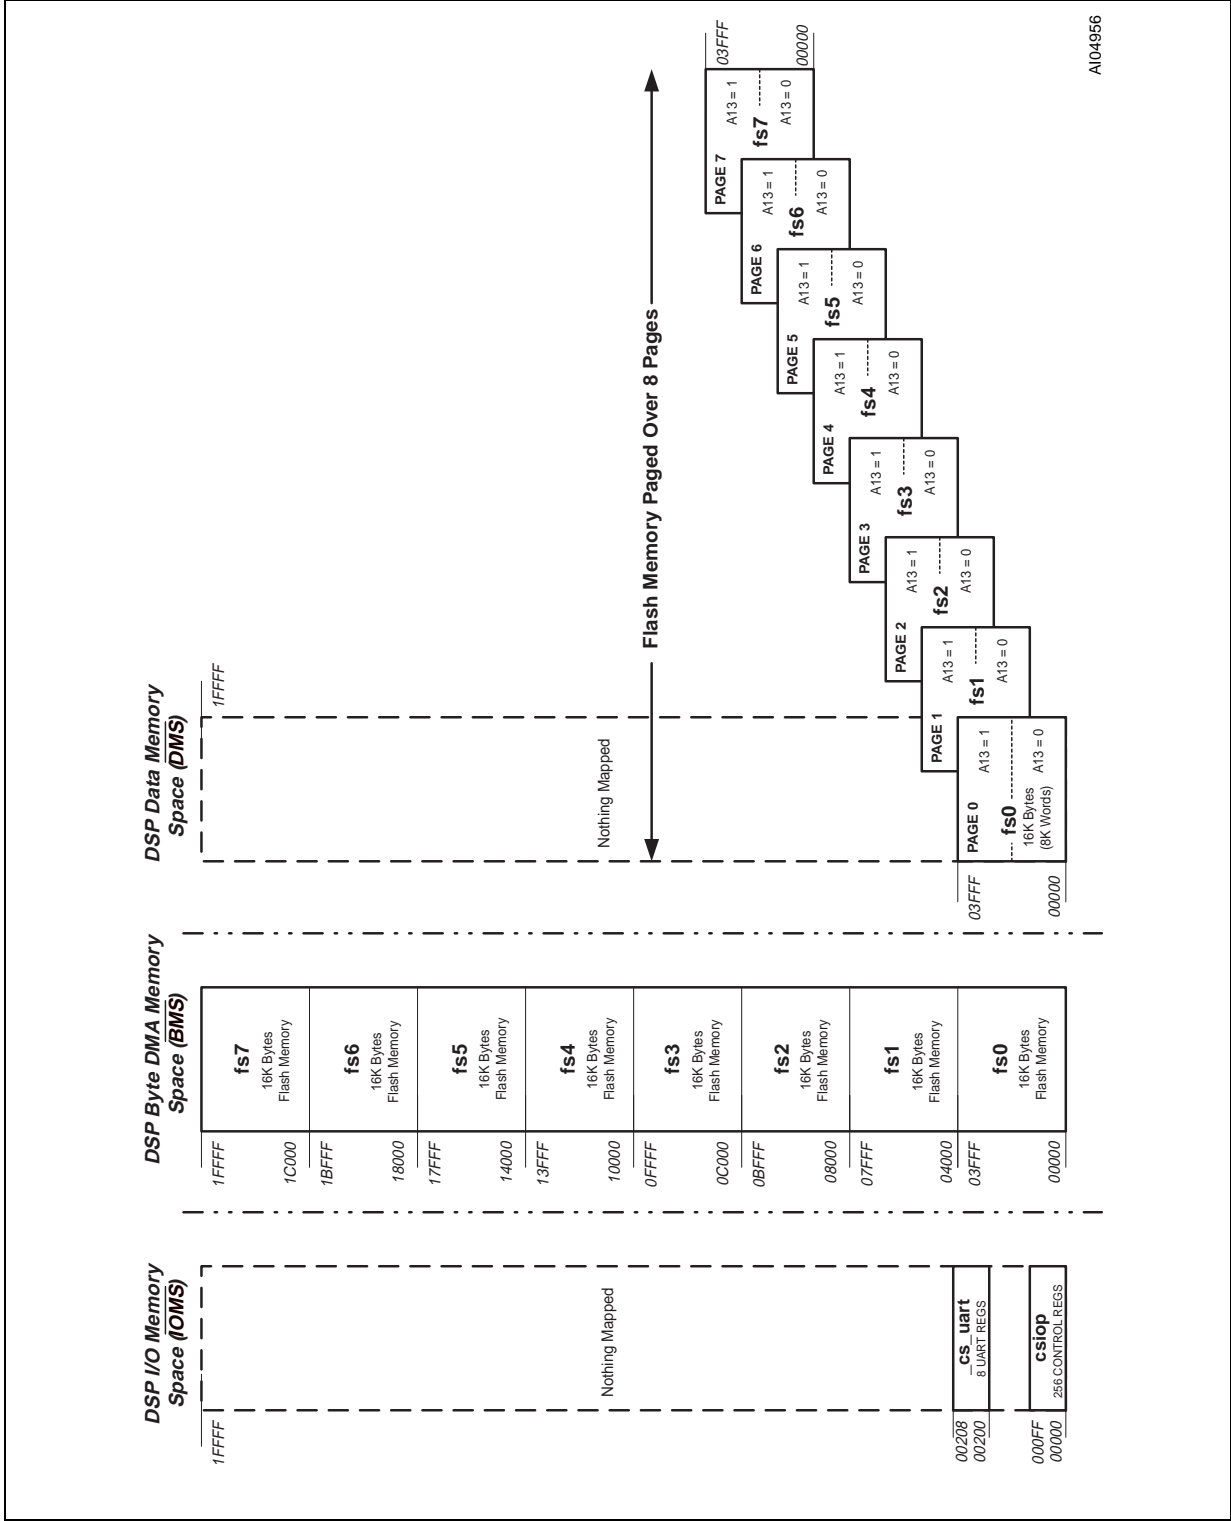 DSP I/O Memory
Space (IOMS)
1FFFF
Nothing Mapped
00208
00200
_cs_uart
8 UART REGS
000FF
00000
csiop
256 CONTROL REGS
DSP Byte DMA Memory
Space (BMS)
1FFFF
fs7
16K Bytes
Flash Memory
1C000
1BFFF
fs6
16K Bytes
Flash Memory
18000
17FFF
fs5
16K Bytes
Flash Memory
14000
13FFF
fs4
16K Bytes
Flash Memory
10000
0FFFF
fs3
16K Bytes
Flash Memory
0C000
0BFFF
fs2
16K Bytes
Flash Memory
08000
07FFF
fs1
16K Bytes
Flash Memory
04000
03FFF
fs0
16K Bytes
Flash Memory
00000
DSP Data Memory
Space (DMS)
1FFFF
Nothing Mapped
Flash Memory Paged Over 8 Pages
03FFF
PAGE 0
A13 = 1
fs0
16K Bytes
(8K Words)
A13 = 0
00000
PAGE 1
A13 = 1
fs1
A13 = 0
PAGE 2
A13 = 1
fs2
A13 = 0
PAGE 3
A13 = 1
fs3
A13 = 0
PAGE 4
A13 = 1
fs4
A13 = 0
PAGE 5
A13 = 1
fs5
A13 = 0
PAGE 6
A13 = 1
fs6
A13 = 0
PAGE 7
A13 = 1
fs7
A13 = 0
03FFF
00000
AI04956